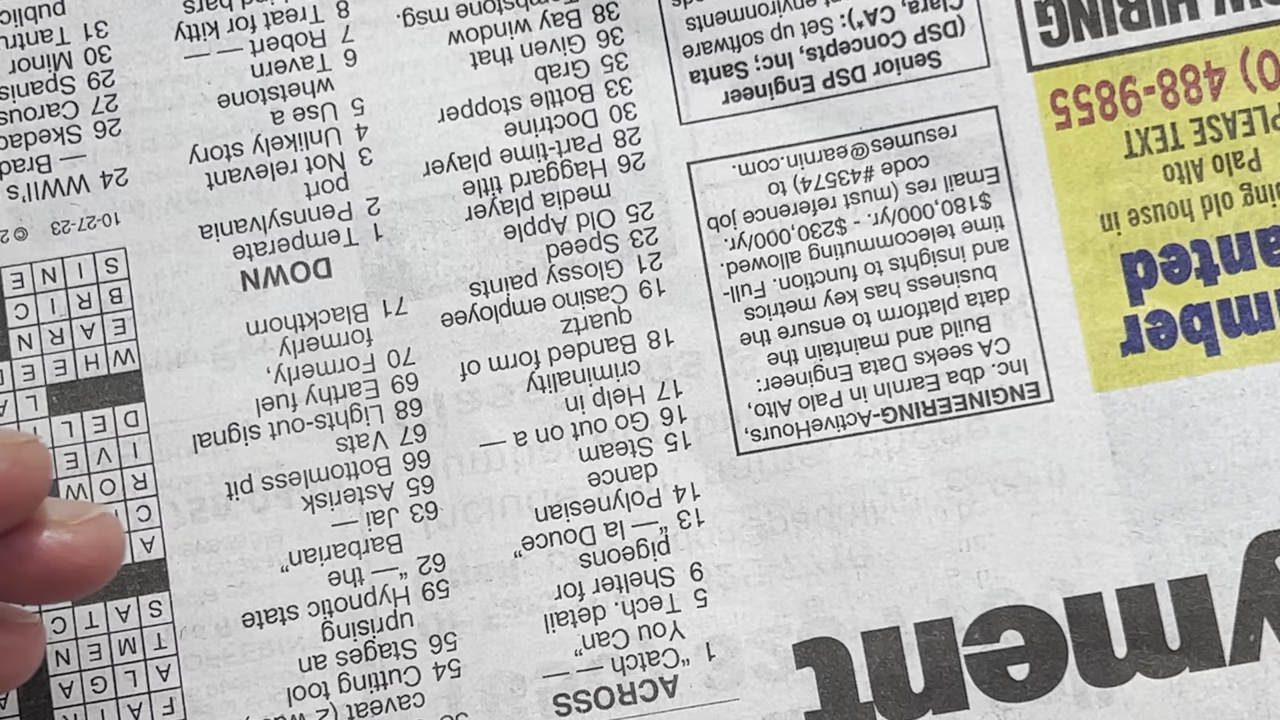 yment
ACROSS
1 "Catch —
You Can"
5 Tech. detail
9 Shelter for
pigeons
13 "— la Douce"
14 Polynesian
dance
15 Steam
16 Go out on a —
17 Help in
criminality
18 Banded form of
quartz
19 Casino employee
21 Glossy paints
23 Speed
25 Old Apple
media player
26 Haggard title
28 Part-time player
30 Doctrine
33 Bottle stopper
35 Grab
36 Given that
38 Bay window
msg.
caveat (2
54 Cutting tool
56 Stages an
uprising
59 Hypnotic state
62 "— the
Barbarian"
63 Jai —
65 Asterisk
66 Bottomless pit
67 Vats
68 Lights-out signal
69 Earthy fuel
70 Formerly,
formerly
71 Blackthorn
DOWN
1 Temperate
2 Pennsylvania
port
3 Not relevant
4 Unlikely story
5 Use a
whetstone
6 Tavern
7 Robert —
8 Treat for kitty
bars
F A I
A L G A
T M E N
S A T C
A
C
R O W
I V E
D E L
L
W H E E
E A R N
B R I C
S I N E
10-27-23 ©
24 WWII's
— Brad
26 Skedad
27 Carous
29 Spanis
30 Minor
31 Tantru
public
ENGINEERING-ActiveHours,
Inc. dba EarnIn in Palo Alto,
CA seeks Data Engineer:
Build and maintain the
data platform to ensure the
business has key metrics
and insights to function. Full-
time telecommuting allowed.
$180,000/yr. - $230,000/yr.
Email res (must reference job
code #43574) to
resumes@earnin.com.
Senior DSP Engineer
(DSP Concepts, Inc; Santa
Clara, CA*); Set up software
environments
mber
anted
ing old house in
Palo Alto
PLEASE TEXT
0) 488-9855
W HIRING